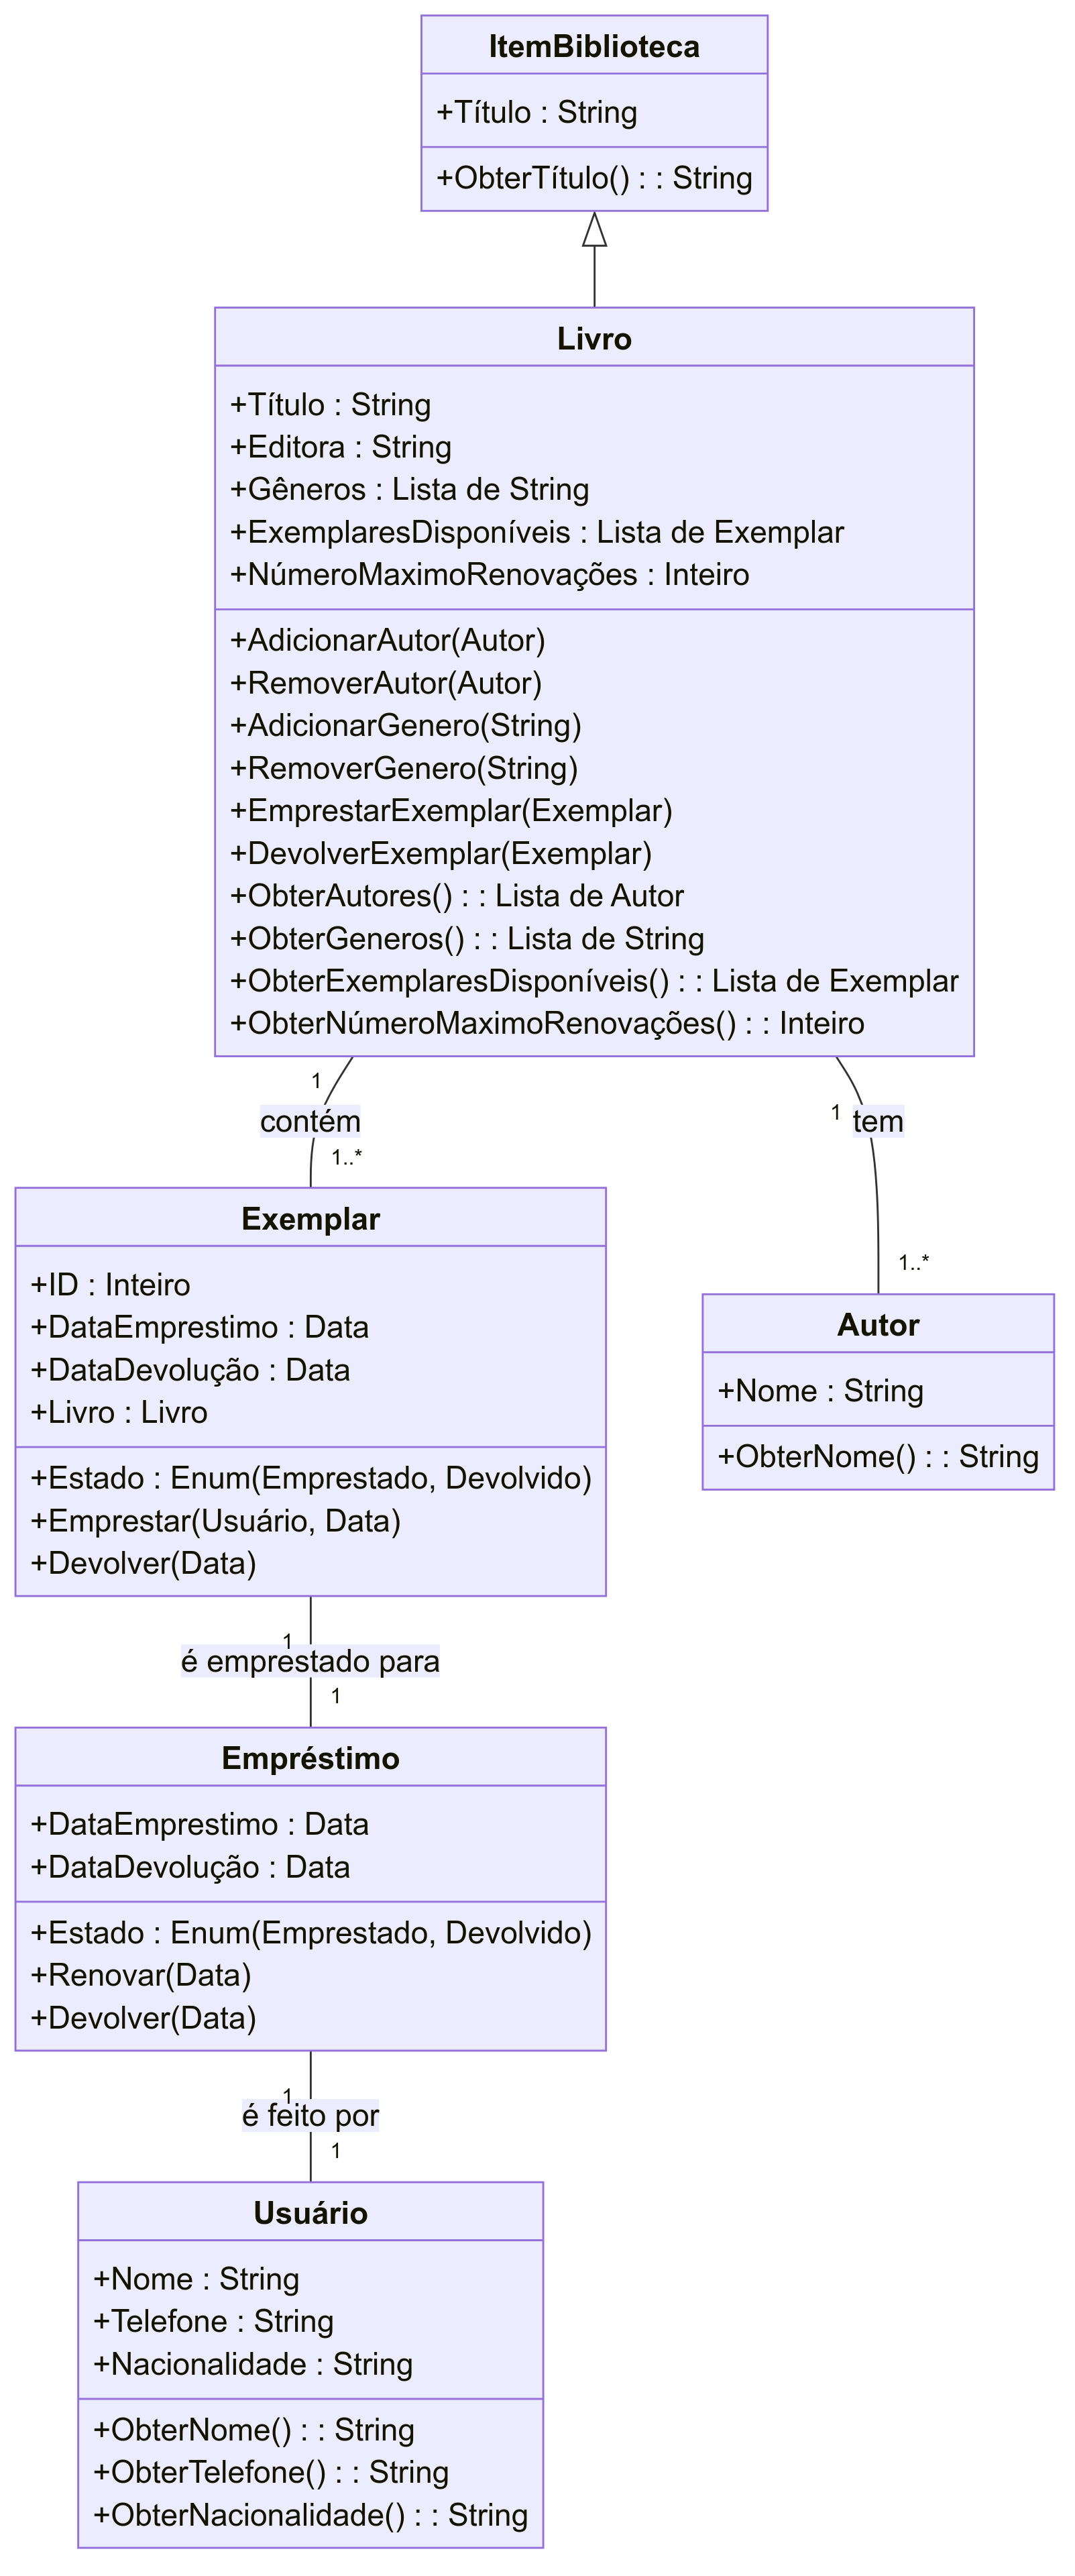 ItemBiblioteca
+Título : String
+ObterTítulo() : : String
Livro
+Título : String
+Editora : String
+Gêneros : Lista de String
+ExemplaresDisponíveis : Lista de Exemplar
+NúmeroMaximoRenovações : Inteiro
+AdicionarAutor(Autor)
+RemoverAutor(Autor)
+AdicionarGenero(String)
+RemoverGenero(String)
+EmprestarExemplar(Exemplar)
+DevolverExemplar(Exemplar)
+ObterAutores() : : Lista de Autor
+ObterGeneros() : : Lista de String
+ObterExemplaresDisponíveis() : : Lista de Exemplar
+ObterNúmeroMaximoRenovações() : : Inteiro
1
contém
1..*
1
tem
1..*
Exemplar
+ID : Inteiro
+DataEmprestimo : Data
+DataDevolução : Data
+Livro : Livro
+Estado : Enum(Emprestado, Devolvido)
+Emprestar(Usuário, Data)
+Devolver(Data)
Autor
+Nome : String
+ObterNome() : : String
1
é emprestado para
1
Empréstimo
+DataEmprestimo : Data
+DataDevolução : Data
+Estado : Enum(Emprestado, Devolvido)
+Renovar(Data)
+Devolver(Data)
1
é feito por
1
Usuário
+Nome : String
+Telefone : String
+Nacionalidade : String
+ObterNome() : : String
+ObterTelefone() : : String
+ObterNacionalidade() : : String